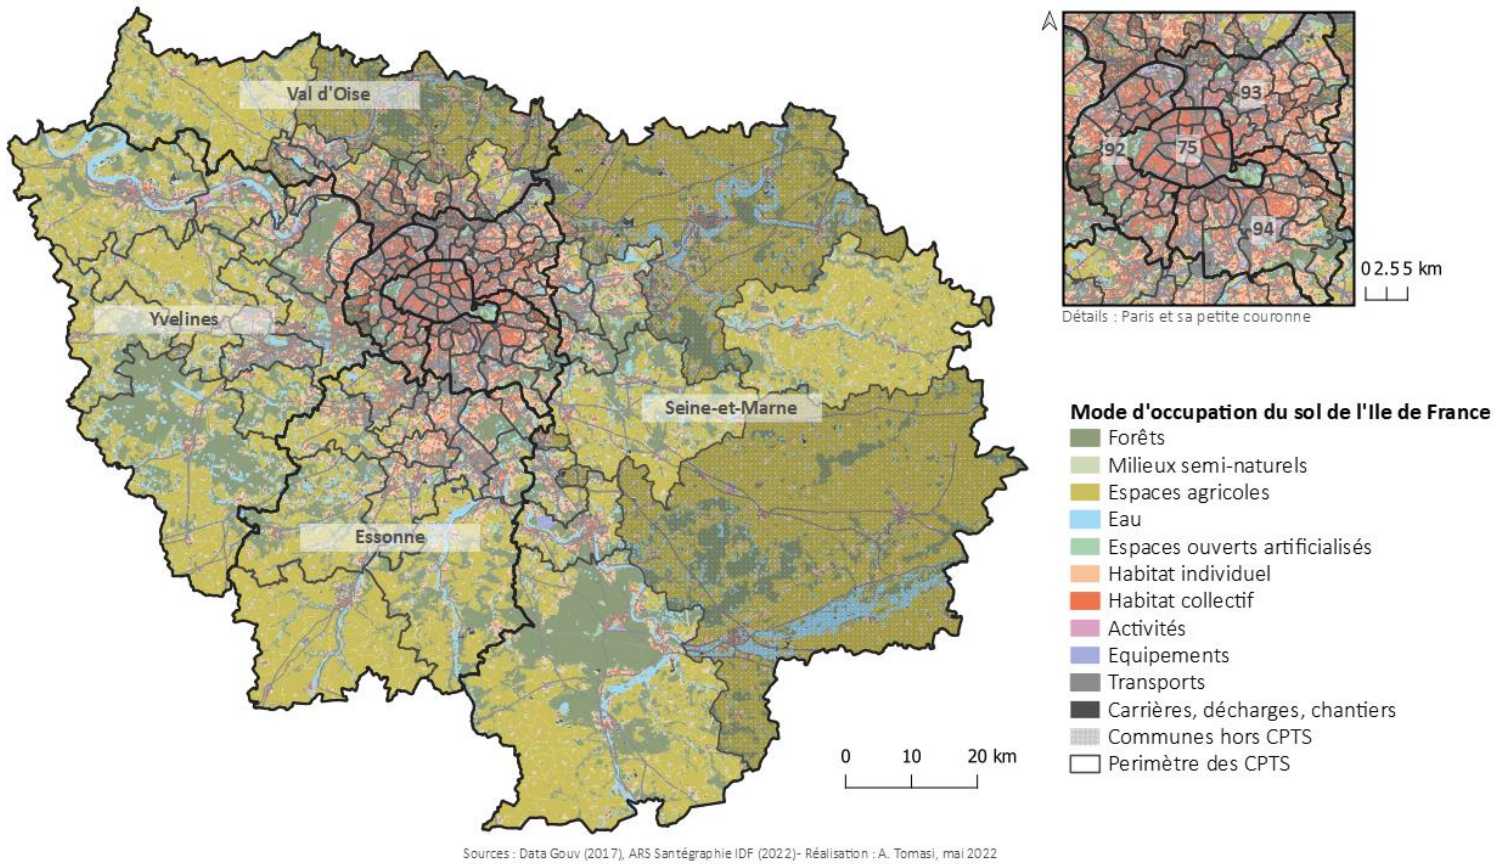 Val d'Oise
Yvelines
Seine-et-Marne
Essonne
93
92
75
94
0 2.5 5 km
Détails : Paris et sa petite couronne
Mode d'occupation du sol de l'Ile de France
Forêts
Milieux semi-naturels
Espaces agricoles
Eau
Espaces ouverts artificialisés
Habitat individuel
Habitat collectif
Activités
Equipements
Transports
Carrières, décharges, chantiers
Communes hors CPTS
Perimètre des CPTS
0 10 20 km
Sources : Data Gouv (2017), ARS Santégraphie IDF (2022)- Réalisation : A. Tomasi, mai 2022